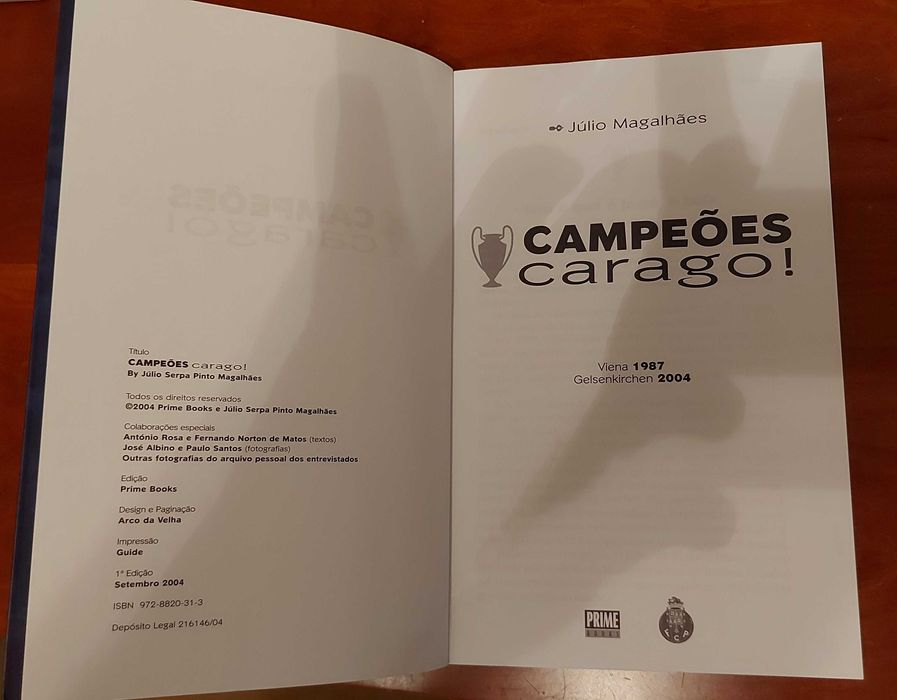 Título
CAMPEÕES carago!
By Júlio Serpa Pinto Magalhães
Todos os direitos reservados
©2004 Prime Books e Júlio Serpa Pinto Magalhães
Colaborações especiais
António Rosa e Fernando Norton de Matos (textos)
José Albino e Paulo Santos (fotografias)
Outras fotografias do arquivo pessoal dos entrevistados
Edição
Prime Books
Design e Paginação
Arco da Velha
Impressão
Guide
1ª Edição
Setembro 2004
ISBN 972-8820-31-3
Depósito Legal 216146/04
Júlio Magalhães
CAMPEÕES
carago!
Viena 1987
Gelsenkirchen 2004
PRIME
BOOKS
FCP